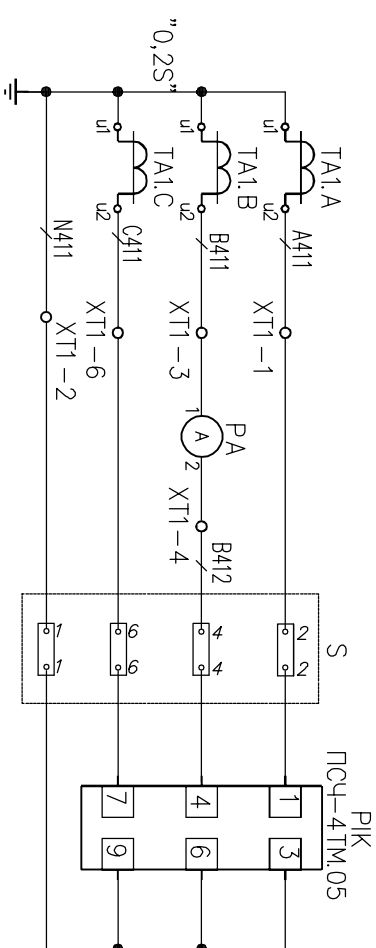 "0,2S"
TA1.A
u1
u2
A411
XT1-1
TA1.B
u1
u2
B411
XT1-3
PA
1
A
2
XT1-4
B412
TA1.C
u1
u2
C411
XT1-6
N411
XT1-2
S
2
2
4
4
6
6
1
1
PIK
ПСЧ-4ТМ.05
1
3
4
6
7
9